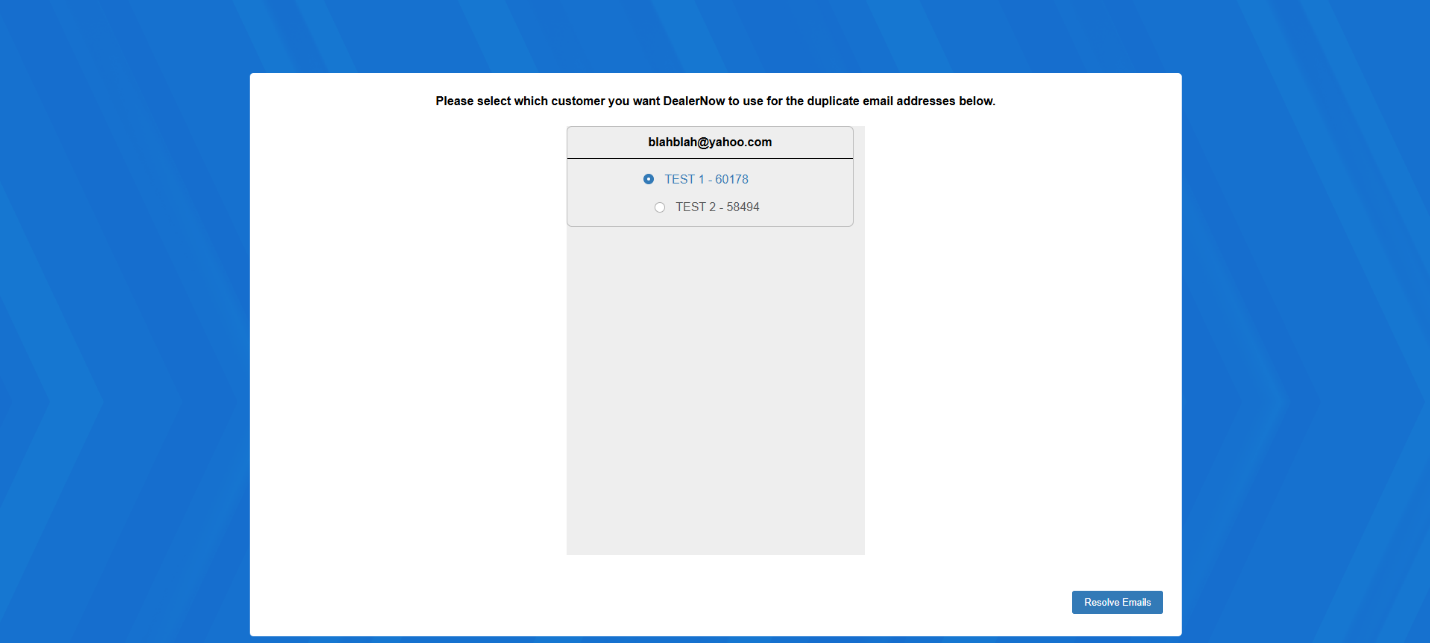 Please select which customer you want DealerNow to use for the duplicate email addresses below.
blahblah@yahoo.com
TEST 1 - 60178
TEST 2 - 58494
Resolve Emails